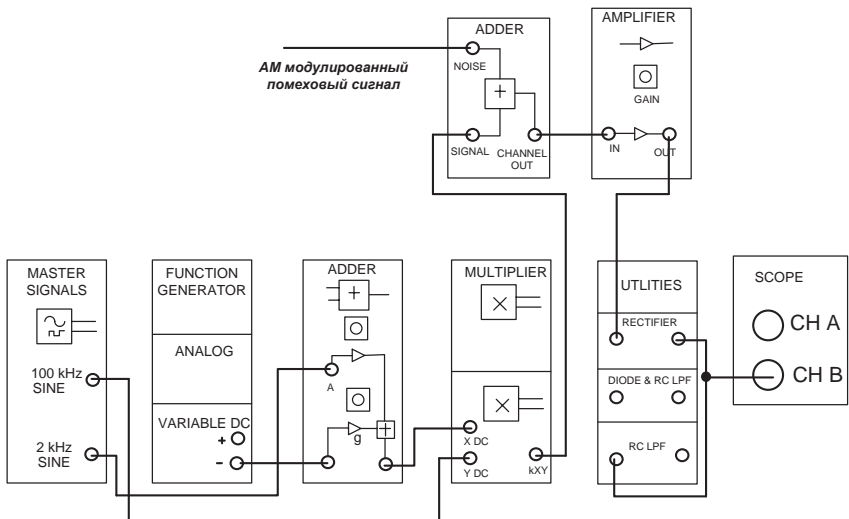 ADDER
NOISE
+
SIGNAL
CHANNEL
OUT
AMPLIFIER
GAIN
IN
OUT
АМ модулированный
помеховый сигнал
MASTER
SIGNALS
100 kHz
SINE
2 kHz
SINE
FUNCTION
GENERATOR
ANALOG
VARIABLE DC
+
-
ADDER
+
A
g
+
MULTIPLIER
X DC
Y DC
kXY
UTLITIES
RECTIFIER
DIODE & RC LPF
RC LPF
SCOPE
CH A
CH B